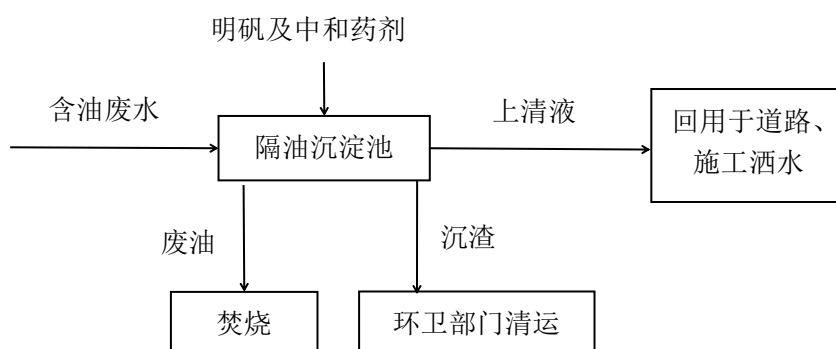 明矾及中和药剂
含油废水
隔油沉淀池
上清液
回用于道路、
施工洒水
废油
沉渣
焚烧
环卫部门清运